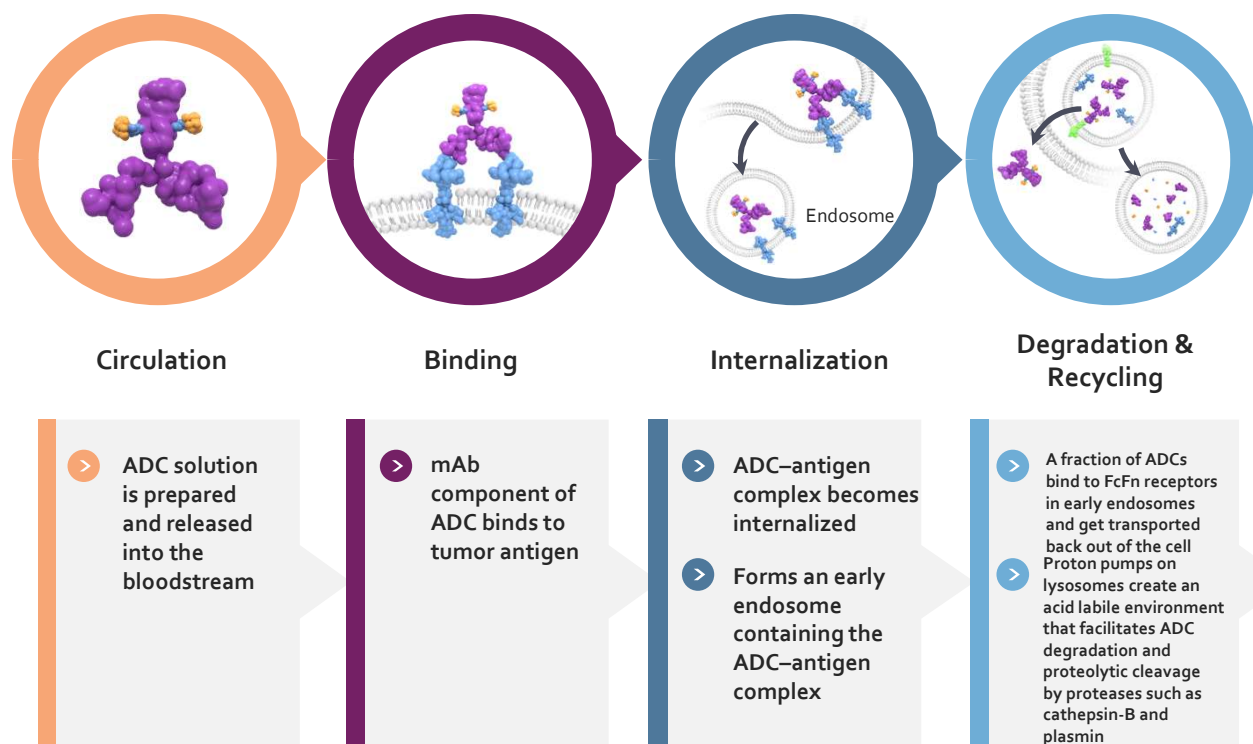 Endosome
Circulation
Binding
Internalization
Degradation &
Recycling
ADC solution
is prepared
and released
into the
bloodstream
mAb
component of
ADC binds to
tumor antigen
ADC–antigen
complex becomes
internalized
Forms an early
endosome
containing the
ADC–antigen
complex
A fraction of ADCs
bind to FcFn receptors
in early endosomes
and get transported
back out of the cell
Proton pumps on
lysosomes create an
acid labile environment
that facilitates ADC
degradation and
proteolytic cleavage
by proteases such as
cathepsin-B and
plasmin